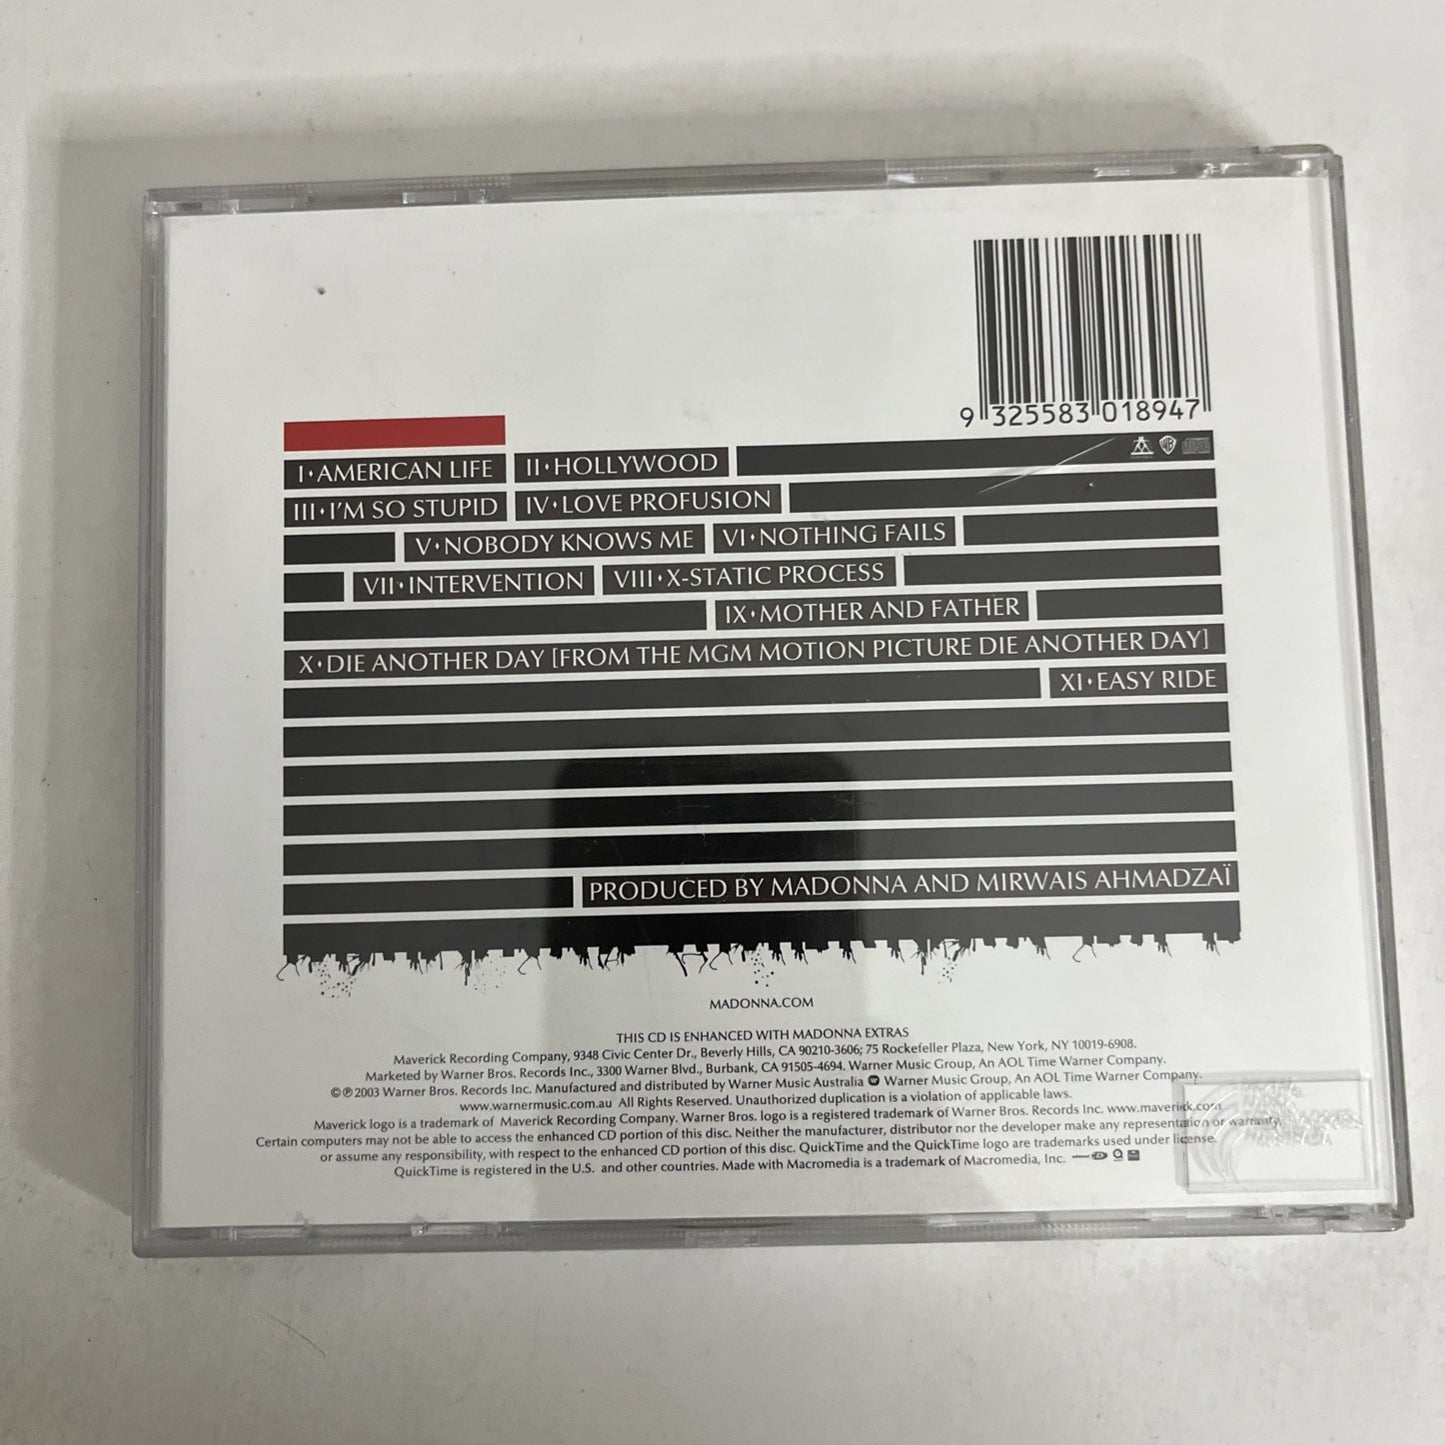 9 325583 018947
I•AMERICAN LIFE II•HOLLYWOOD
III•I'M SO STUPID IV•LOVE PROFUSION
V•NOBODY KNOWS ME VI•NOTHING FAILS
VII•INTERVENTION VIII•X-STATIC PROCESS
IX•MOTHER AND FATHER
X•DIE ANOTHER DAY [FROM THE MGM MOTION PICTURE DIE ANOTHER DAY]
XI•EASY RIDE
PRODUCED BY MADONNA AND MIRWAIS AHMADZAÏ
MADONNA.COM
THIS CD IS ENHANCED WITH MADONNA EXTRAS
Maverick Recording Company, 9348 Civic Center Dr., Beverly Hills, CA 90210-3606; 75 Rockefeller Plaza, New York, NY 10019-6908.
Marketed by Warner Bros. Records Inc., 3300 Warner Blvd., Burbank, CA 91505-4694. Warner Music Group, An AOL Time Warner Company.
©℗2003 Warner Bros. Records Inc. Manufactured and distributed by Warner Music Australia Warner Music Group, An AOL Time Warner Company.
www.warnermusic.com.au All Rights Reserved. Unauthorized duplication is a violation of applicable laws.
Maverick logo is a trademark of Maverick Recording Company. Warner Bros. logo is a registered trademark of Warner Bros. Records Inc. www.maverick.com
Certain computers may not be able to access the enhanced CD portion of this disc. Neither the manufacturer, distributor nor the developer make any representation or warranty,
or assume any responsibility, with respect to the enhanced CD portion of this disc. QuickTime and the QuickTime logo are trademarks used under license.
QuickTime is registered in the U.S. and other countries. Made with Macromedia is a trademark of Macromedia, Inc.